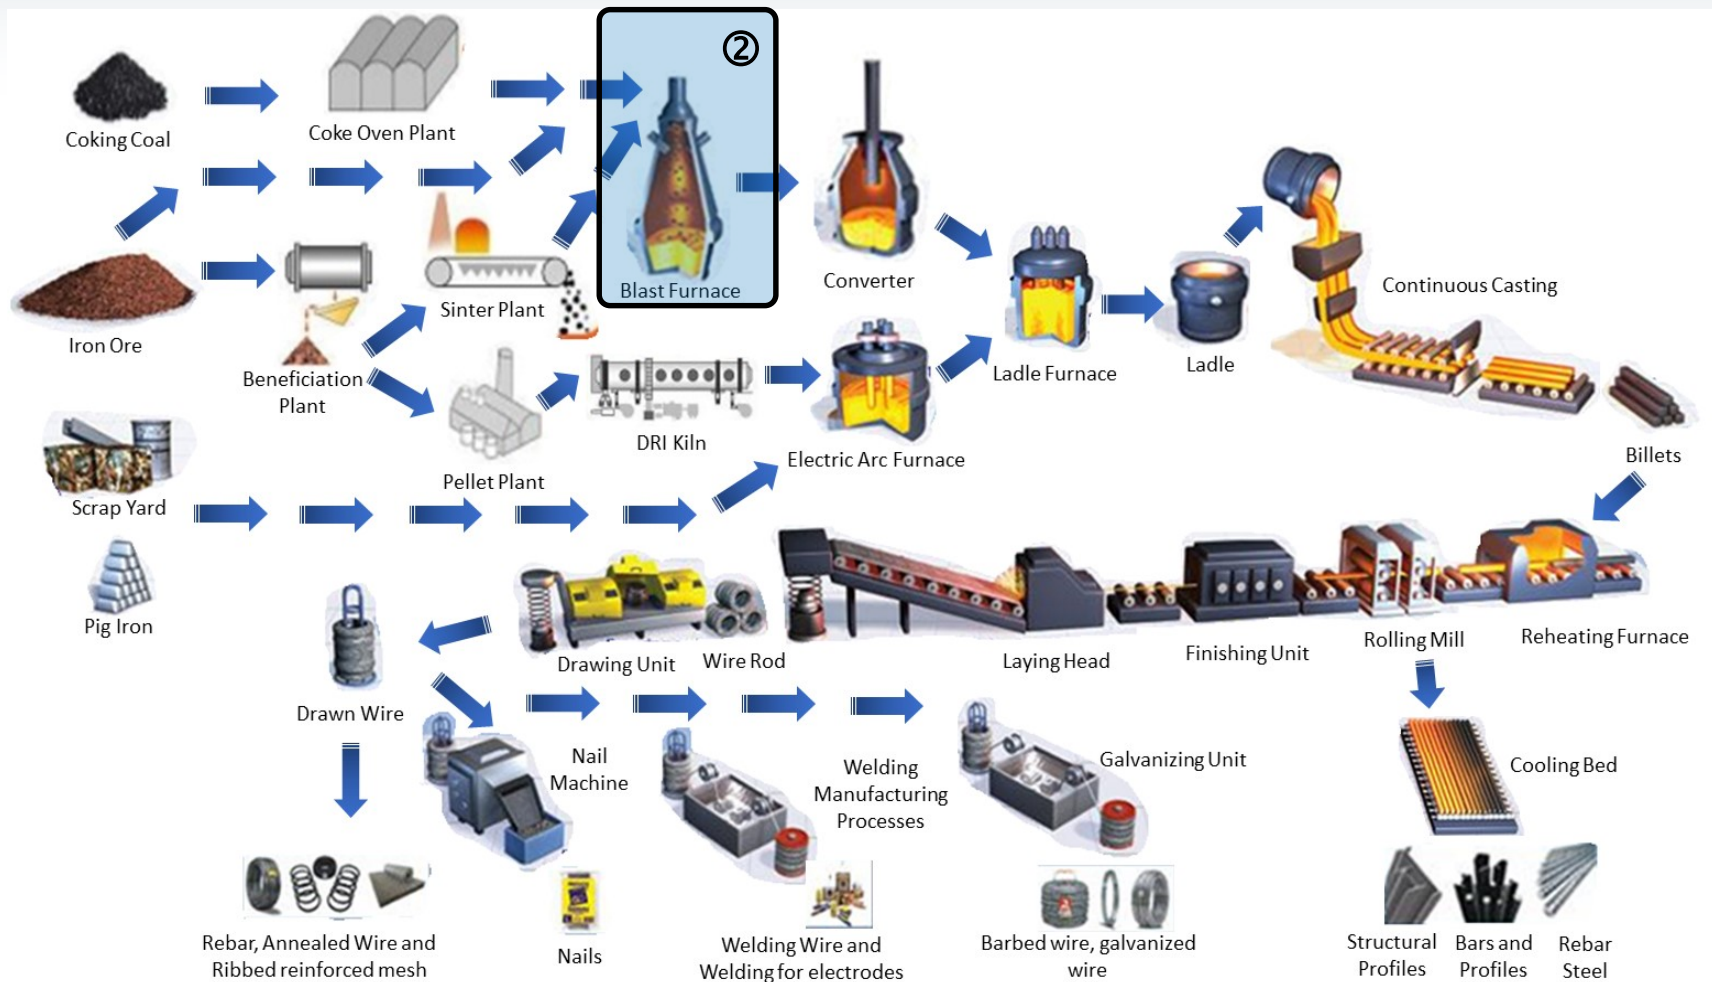 ②
Coking Coal
Coke Oven Plant
Blast Furnace
Converter
Iron Ore
Beneficiation
Plant
Sinter Plant
Continuous Casting
Ladle Furnace
Ladle
Pellet Plant
DRI Kiln
Electric Arc Furnace
Billets
Scrap Yard
Pig Iron
Drawn Wire
Drawing Unit
Wire Rod
Laying Head
Finishing Unit
Rolling Mill
Reheating Furnace
Nail
Machine
Welding
Manufacturing
Processes
Galvanizing Unit
Cooling Bed
Rebar, Annealed Wire and
Ribbed reinforced mesh
Nails
Welding Wire and
Welding for electrodes
Barbed wire, galvanized
wire
Structural
Profiles
Bars and
Profiles
Rebar
Steel